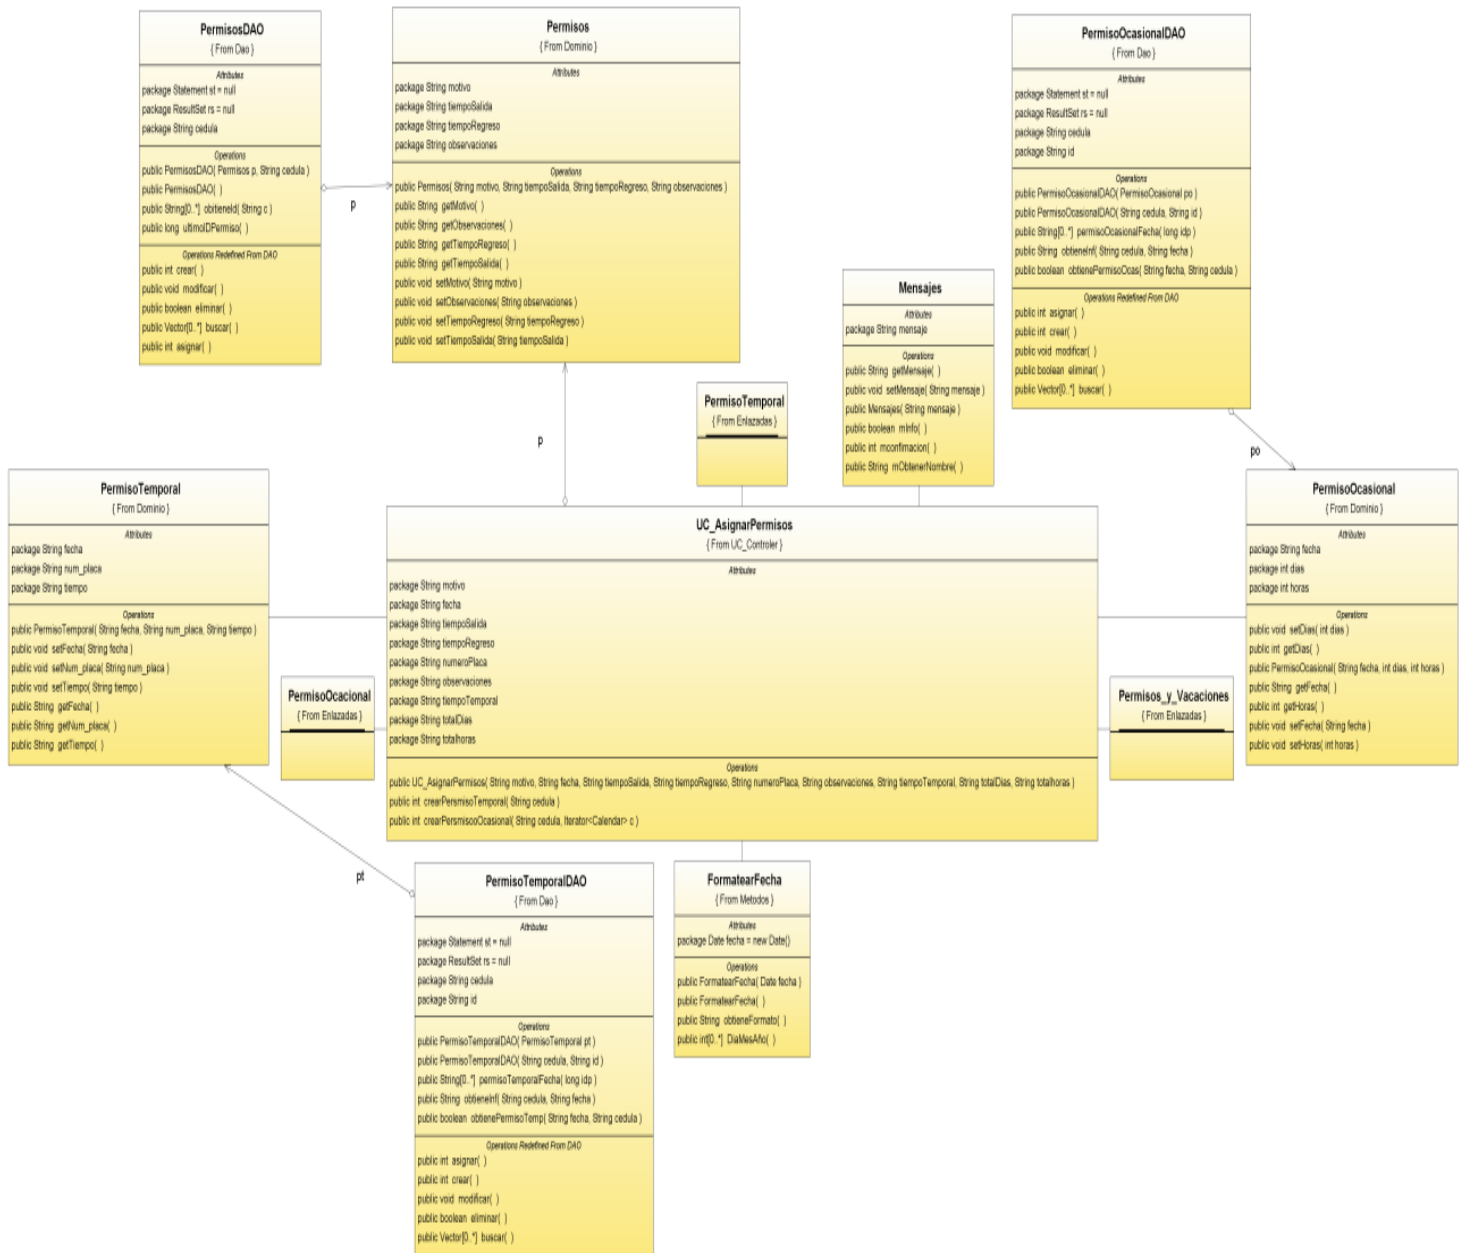 PermisosDAO
{ From Dao }
Attributes
package Statement st = null
package ResultSet rs = null
package String cedula
Operations
public PermisosDAO( Permisos p, String cedula )
public PermisosDAO( )
public String[0..*] obitieneId( String c )
public long ultimoIDPermiso( )
Operations Redefined From DAO
public int crear( )
public void modificar( )
public boolean eliminar( )
public Vector[0..*] buscar( )
public int asignar( )
p
Permisos
{ From Dominio }
Attributes
package String motivo
package String tiempoSalida
package String tiempoRegreso
package String observaciones
Operations
public Permisos( String motivo, String tiempoSalida, String tiempoRegreso, String observaciones )
public String getMotivo( )
public String getObservaciones( )
public String getTiempoRegreso( )
public String getTiempoSalida( )
public void setMotivo( String motivo )
public void setObservaciones( String observaciones )
public void setTiempoRegreso( String tiempoRegreso )
public void setTiempoSalida( String tiempoSalida )
PermisoOcasionalDAO
{ From Dao }
Attributes
package Statement st = null
package ResultSet rs = null
package String cedula
package String id
Operations
public PermisoOcasionalDAO( PermisoOcasional po )
public PermisoOcasionalDAO( String cedula, String id )
public String[0..*] permisoOcasionalFecha( long idp )
public String obtieneInf( String cedula, String fecha )
public boolean obtienePermisoOcas( String fecha, String cedula )
Operations Redefined From DAO
public int asignar( )
public int crear( )
public void modificar( )
public boolean eliminar( )
public Vector[0..*] buscar( )
Mensajes
Attributes
package String mensaje
Operations
public String getMensaje( )
public void setMensaje( String mensaje )
public Mensajes( String mensaje )
public boolean mInfo( )
public int mconfimacion( )
public String mObtenerNombre( )
PermisoTemporal
{ From Enlazadas }
p
po
PermisoTemporal
{ From Dominio }
Attributes
package String fecha
package String num_placa
package String tiempo
Operations
public PermisoTemporal( String fecha, String num_placa, String tiempo )
public void setFecha( String fecha )
public void setNum_placa( String num_placa )
public void setTiempo( String tiempo )
public String getFecha( )
public String getNum_placa( )
public String getTiempo( )
PermisoOcacional
{ From Enlazadas }
UC_AsignarPermisos
{ From UC_Controler }
Attributes
package String motivo
package String fecha
package String tiempoSalida
package String tiempoRegreso
package String numeroPlaca
package String observaciones
package String tiempoTemporal
package String totalDias
package String totalhoras
Operations
public UC_AsignarPermisos( String motivo, String fecha, String tiempoSalida, String tiempoRegreso, String numeroPlaca, String observaciones, String tiempoTemporal, String totalDias, String totalhoras )
public int crearPersmisoTemporal( String cedula )
public int crearPersmisooOcasional( String cedula, Iterator<Calendar> c )
Permisos_y_Vacaciones
{ From Enlazadas }
PermisoOcasional
{ From Dominio }
Attributes
package String fecha
package int dias
package int horas
Operations
public void setDias( int dias )
public int getDias( )
public PermisoOcasional( String fecha, int dias, int horas )
public String getFecha( )
public int getHoras( )
public void setFecha( String fecha )
public void setHoras( int horas )
pt
PermisoTemporalDAO
{ From Dao }
Attributes
package Statement st = null
package ResultSet rs = null
package String cedula
package String id
Operations
public PermisoTemporalDAO( PermisoTemporal pt )
public PermisoTemporalDAO( String cedula, String id )
public String[0..*] permisoTemporalFecha( long idp )
public String obtieneInf( String cedula, String fecha )
public boolean obtienePermisoTemp( String fecha, String cedula )
Operations Redefined From DAO
public int asignar( )
public int crear( )
public void modificar( )
public boolean eliminar( )
public Vector[0..*] buscar( )
FormatearFecha
{ From Metodos }
Attributes
package Date fecha = new Date()
Operations
public FormatearFecha( Date fecha )
public FormatearFecha( )
public String obtieneFormato( )
public int[0..*] DiaMesAño( )